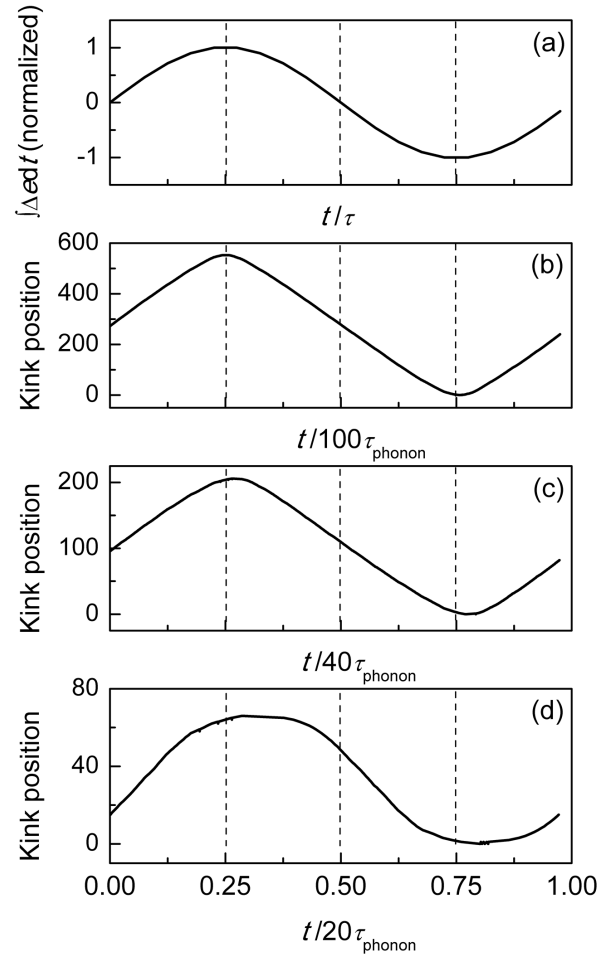 ∫Δedt (normalized)
1
0
-1
(a)
t/τ
Kink position
600
400
200
0
(b)
t/100τphonon
Kink position
200
100
0
(c)
t/40τphonon
Kink position
80
40
0
(d)
0.00 0.25 0.50 0.75 1.00
t/20τphonon